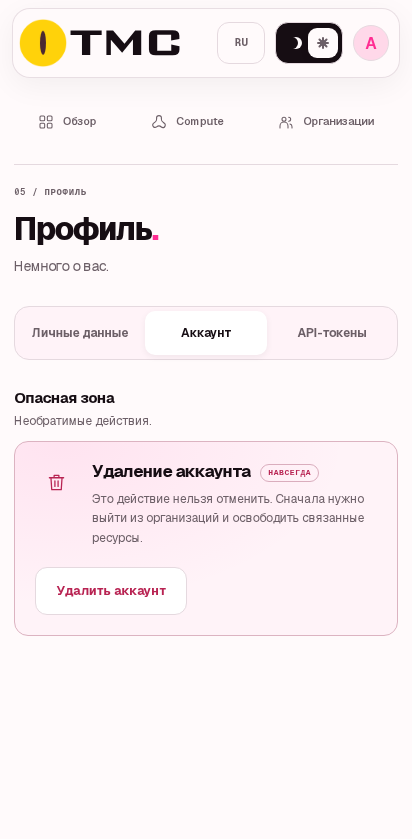 TMC
RU
A
Обзор
Compute
Организации
05 / ПРОФИЛЬ
Профиль.
Немного о вас.
Личные данные
Аккаунт
API-токены
Опасная зона
Необратимые действия.
Удаление аккаунта
НАВСЕГДА
Это действие нельзя отменить. Сначала нужно
выйти из организаций и освободить связанные
ресурсы.
Удалить аккаунт